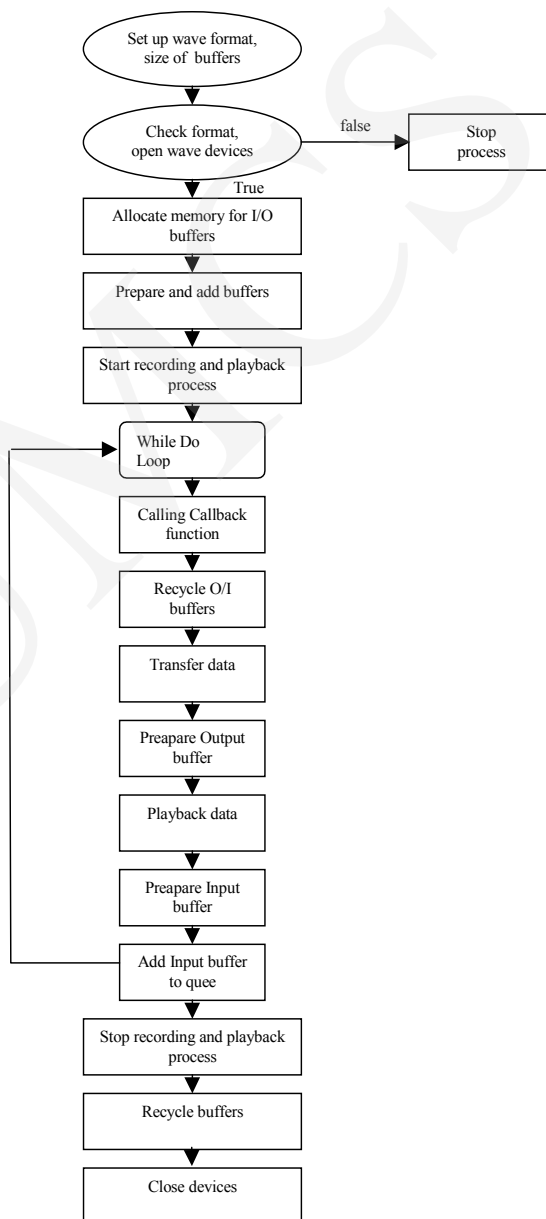 Set up wave format,
size of buffers
Check format,
open wave devices
false
Stop
process
True
Allocate memory for I/O
buffers
Prepare and add buffers
Start recording and playback
process
While Do
Loop
Calling Callback
function
Recycle O/I
buffers
Transfer data
Preapare Output
buffer
Playback data
Preapare Input
buffer
Add Input buffer
to quee
Stop recording and playback
process
Recycle buffers
Close devices